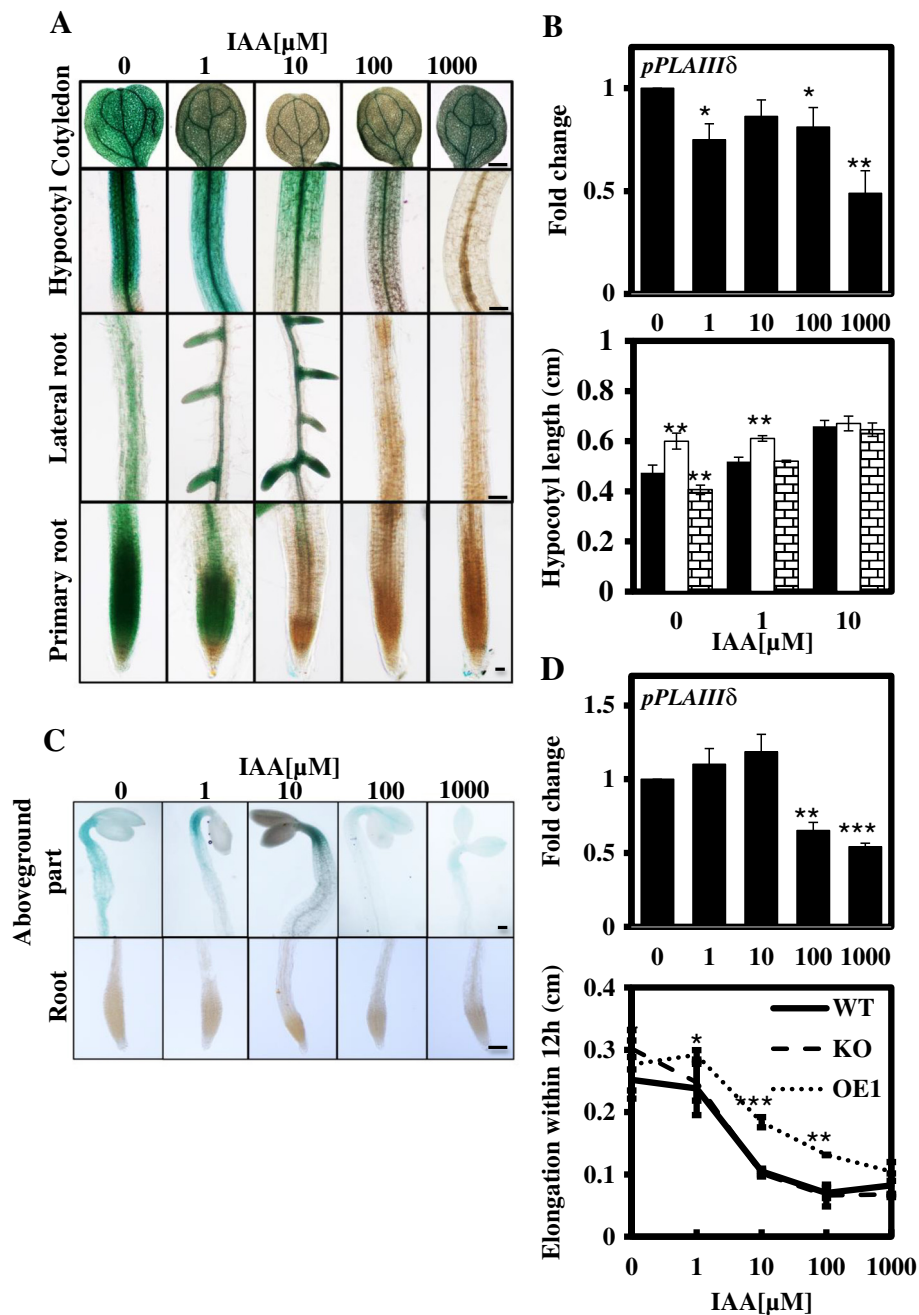 A
IAA[µM]
0 1 10 100 1000
Cotyledon
Hypocotyl
Lateral root
Primary root
B
pPLAIIIδ
Fold change
1
0.5
0
* * **
0 1 10 100 1000
Hypocotyl length (cm)
1
0.8
0.6
0.4
0.2
0
** ** **
0 1 10
IAA[µM]
C
IAA[µM]
0 1 10 100 1000
Aboveground
part
Root
D
pPLAIIIδ
Fold change
1.5
1
0.5
0
** ***
0 1 10 100 1000
Elongation within 12h (cm)
0.4
0.3
0.2
0.1
0
WT
KO
OE1
* *** **
0 1 10 100 1000
IAA[µM]